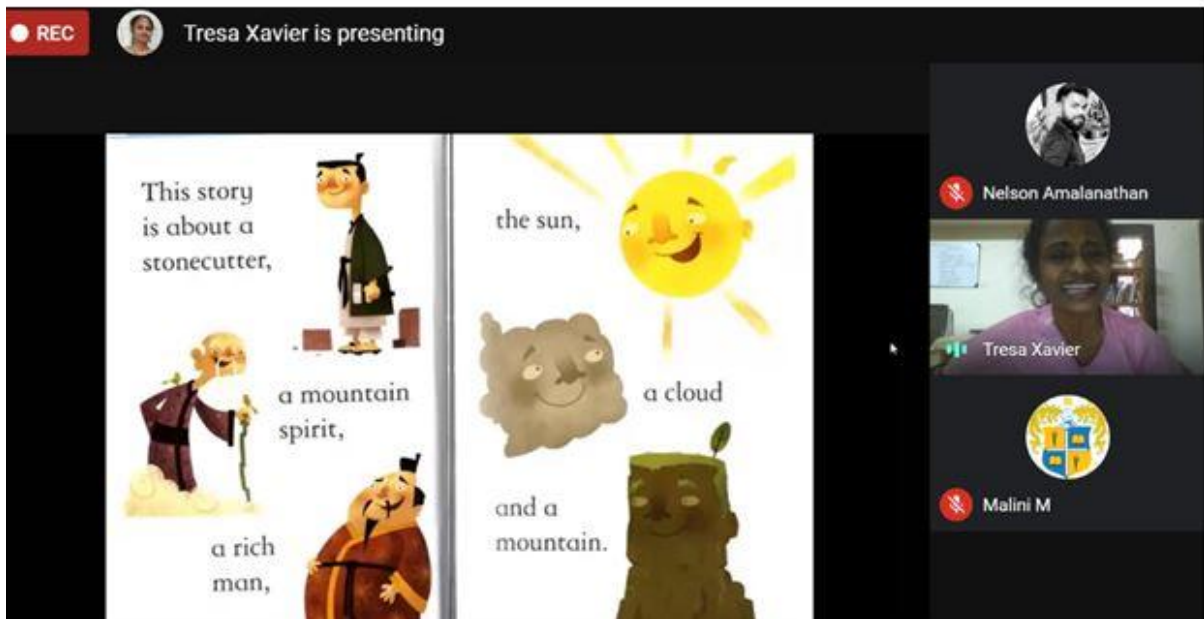 REC
Tresa Xavier is presenting
This story
is about a
stonecutter,
a mountain
spirit,
a rich
man,
the sun,
a cloud
and a
mountain.
Nelson Amalanathan
Tresa Xavier
Malini M